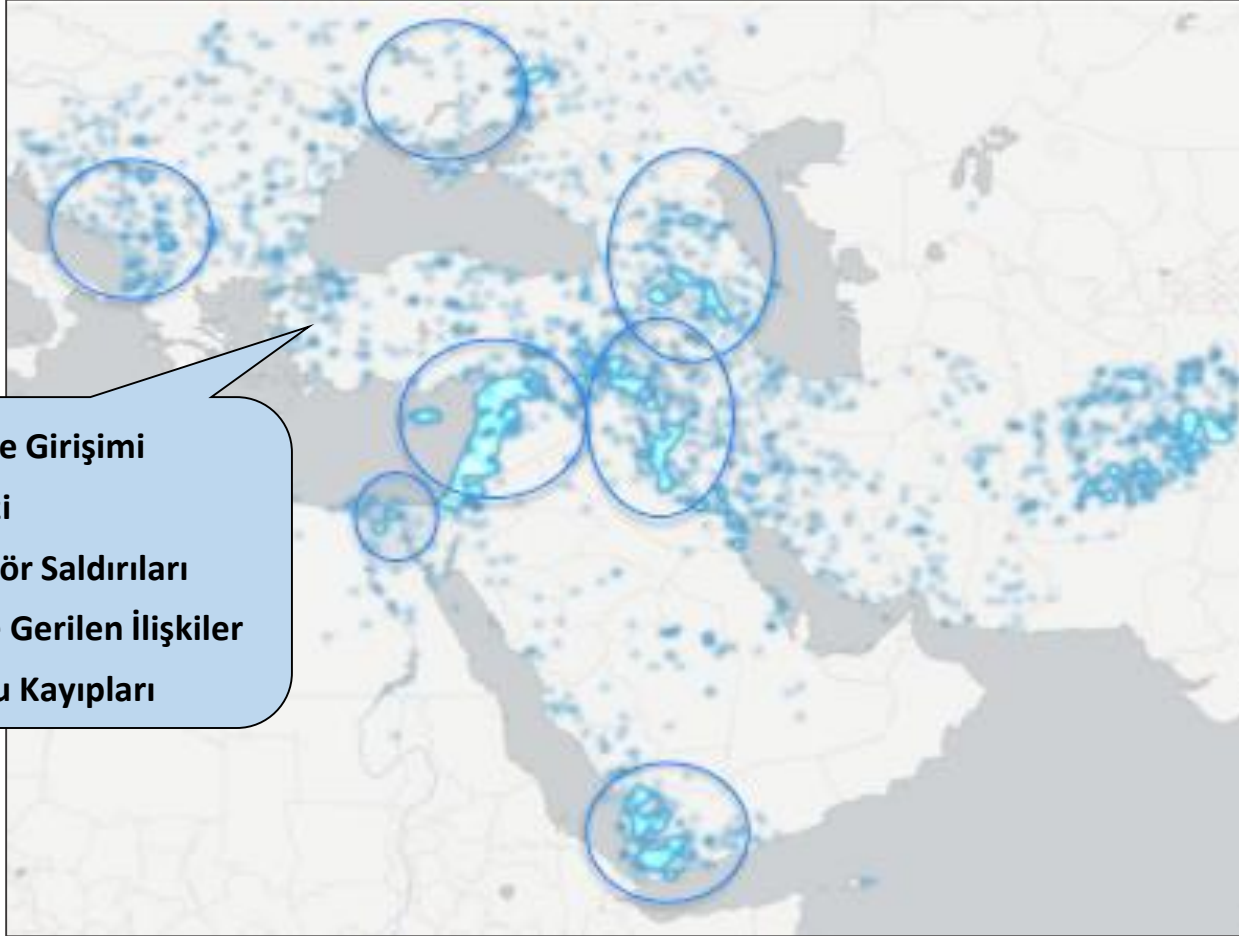 e Girişimi
i
ör Saldırıları
Gerilen İlişkiler
u Kayıpları